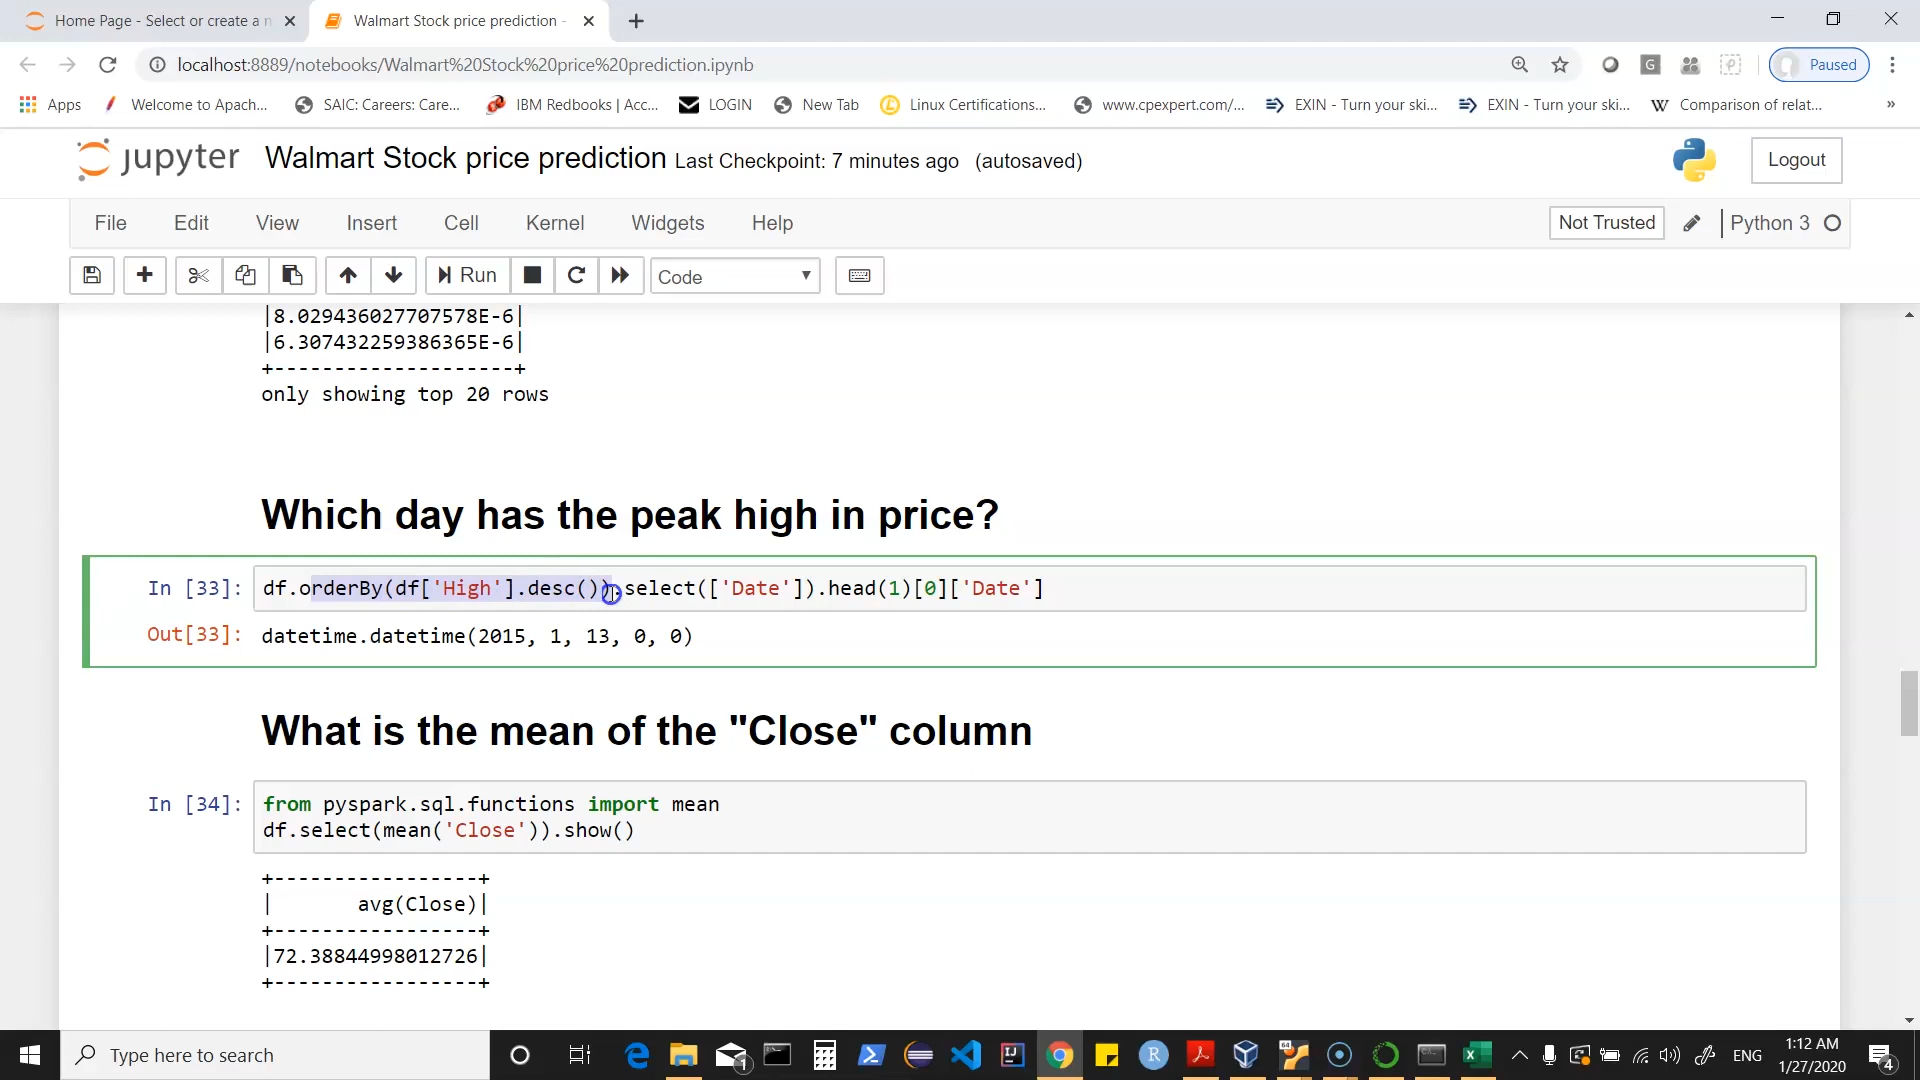 Home Page - Select or create a n
Walmart Stock price prediction -
localhost:8889/notebooks/Walmart%20Stock%20price%20prediction.ipynb
Paused
Apps
Welcome to Apach...
SAIC: Careers: Care...
IBM Redbooks | Acc...
LOGIN
New Tab
Linux Certifications...
www.cpexpert.com/...
EXIN - Turn your ski...
EXIN - Turn your ski...
Comparison of relat...
»
jupyter Walmart Stock price prediction Last Checkpoint: 7 minutes ago (autosaved)
Logout
File Edit View Insert Cell Kernel Widgets Help
Not Trusted
Python 3
Run
Code
|8.029436027707578E-6|
|6.307432259386365E-6|
+--------------------+
only showing top 20 rows
Which day has the peak high in price?
In [33]: df.orderBy(df['High'].desc()).select(['Date']).head(1)[0]['Date']
Out[33]: datetime.datetime(2015, 1, 13, 0, 0)
What is the mean of the "Close" column
In [34]: from pyspark.sql.functions import mean
df.select(mean('Close')).show()
+-----------------+
| avg(Close)|
+-----------------+
|72.38844998012726|
+-----------------+
Type here to search
1
ENG
1:12 AM
1/27/2020
4